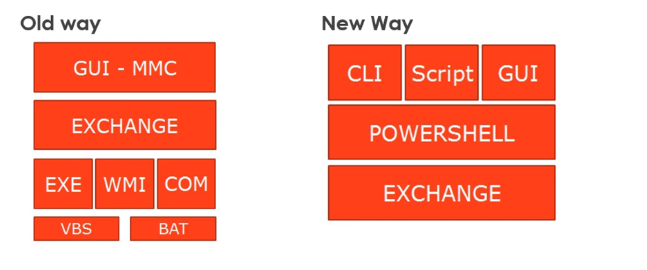 Old way
GUI - MMC
EXCHANGE
EXE WMI COM
VBS BAT
New Way
CLI Script GUI
POWERSHELL
EXCHANGE